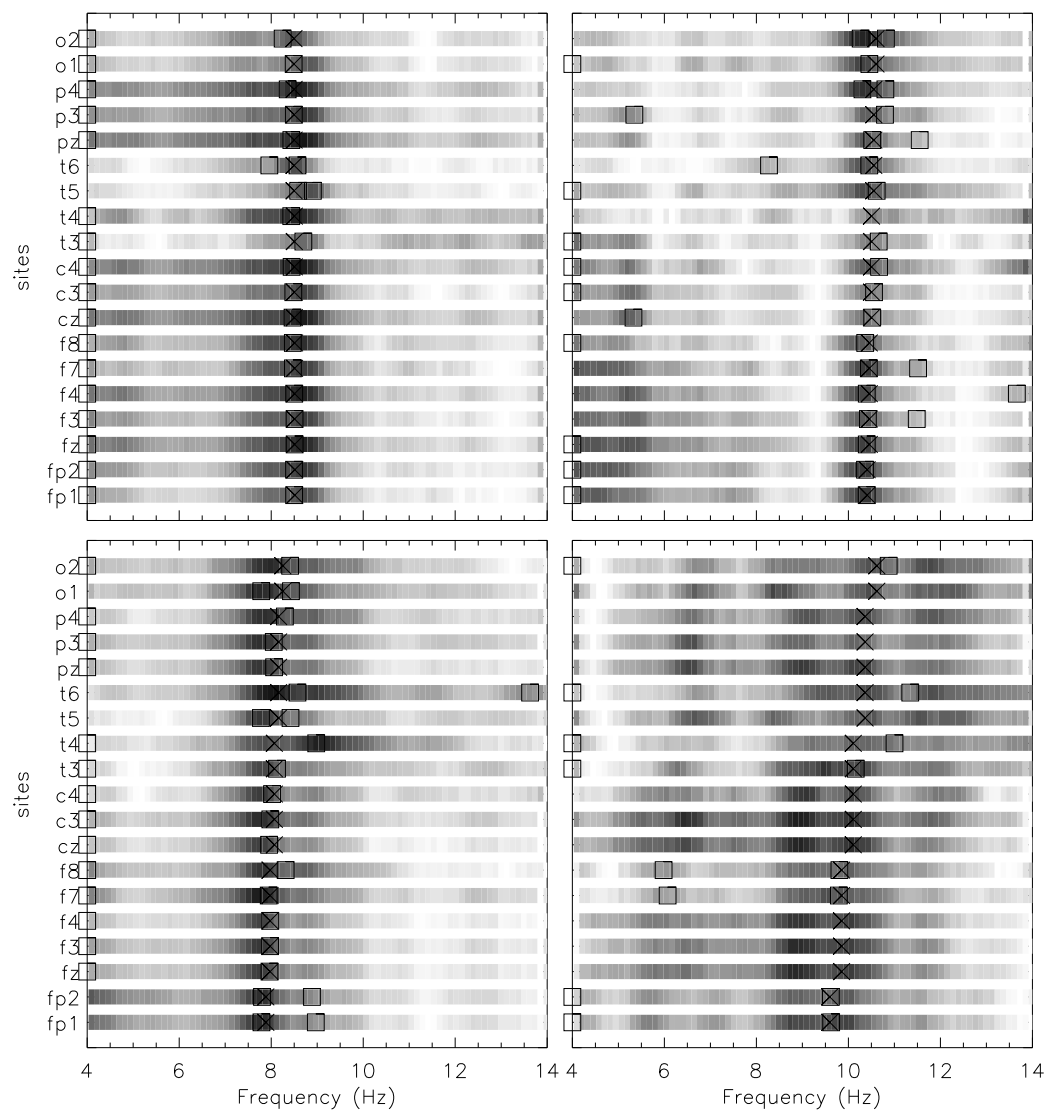 o2
o1
p4
p3
pz
t6
t5
t4
t3
c4
c3
cz
f8
f7
f4
f3
fz
fp2
fp1
sites
o2
o1
p4
p3
pz
t6
t5
t4
t3
c4
c3
cz
f8
f7
f4
f3
fz
fp2
fp1
sites
4 6 8 10 12 14 4 6 8 10 12 14
Frequency (Hz) Frequency (Hz)